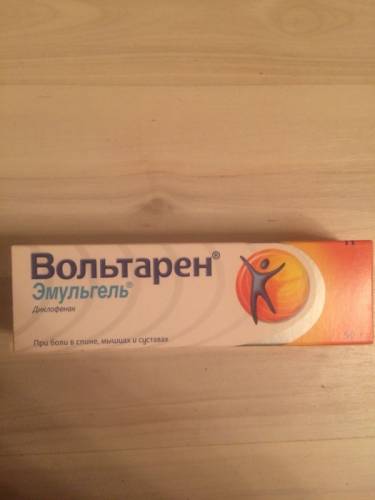 Вольтарен®
Эмульгель®
Диклофенак
При боли в спине, мышцах и суставах